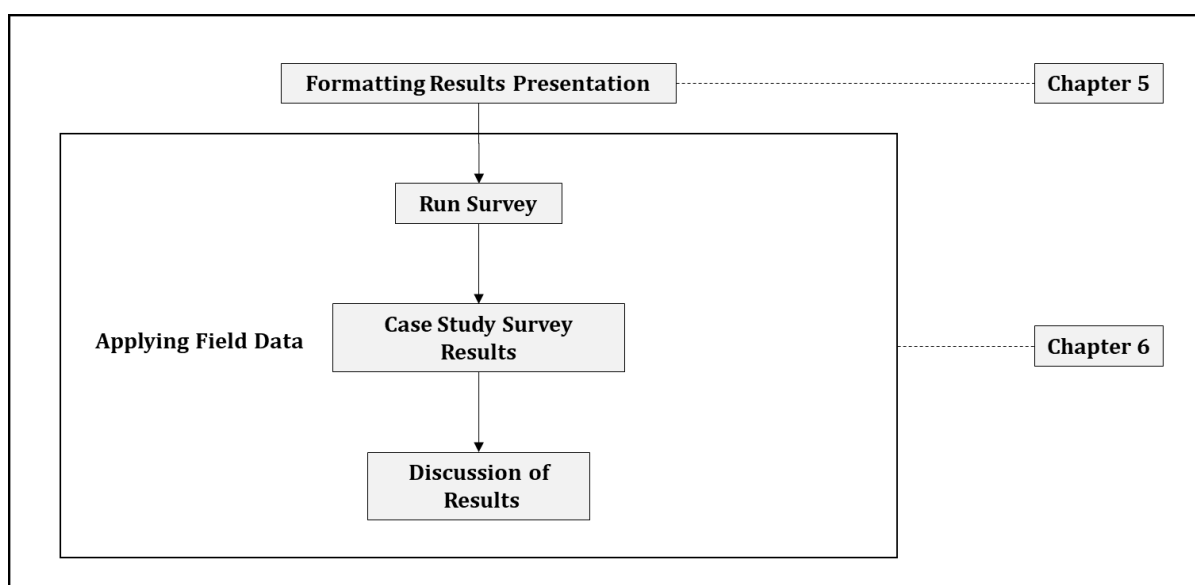 Formatting Results Presentation
Chapter 5
Run Survey
Case Study Survey
Results
Applying Field Data
Chapter 6
Discussion of
Results